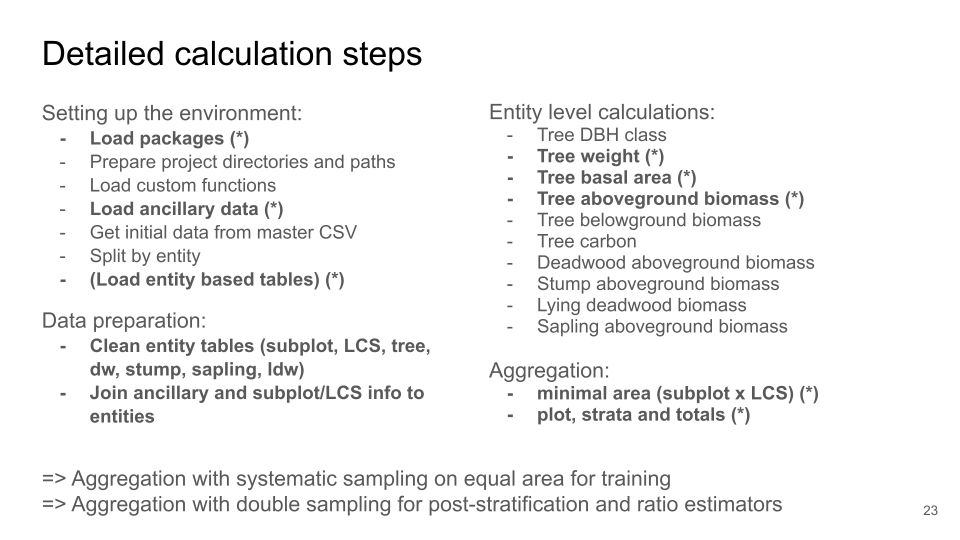 Detailed calculation steps
Setting up the environment:
- Load packages (*)
- Prepare project directories and paths
- Load custom functions
- Load ancillary data (*)
- Get initial data from master CSV
- Split by entity
- (Load entity based tables) (*)
Data preparation:
- Clean entity tables (subplot, LCS, tree,
dw, stump, sapling, ldw)
- Join ancillary and subplot/LCS info to
entities
Entity level calculations:
- Tree DBH class
- Tree weight (*)
- Tree basal area (*)
- Tree aboveground biomass (*)
- Tree belowground biomass
- Tree carbon
- Deadwood aboveground biomass
- Stump aboveground biomass
- Lying deadwood biomass
- Sapling aboveground biomass
Aggregation:
- minimal area (subplot x LCS) (*)
- plot, strata and totals (*)
=> Aggregation with systematic sampling on equal area for training
=> Aggregation with double sampling for post-stratification and ratio estimators
23